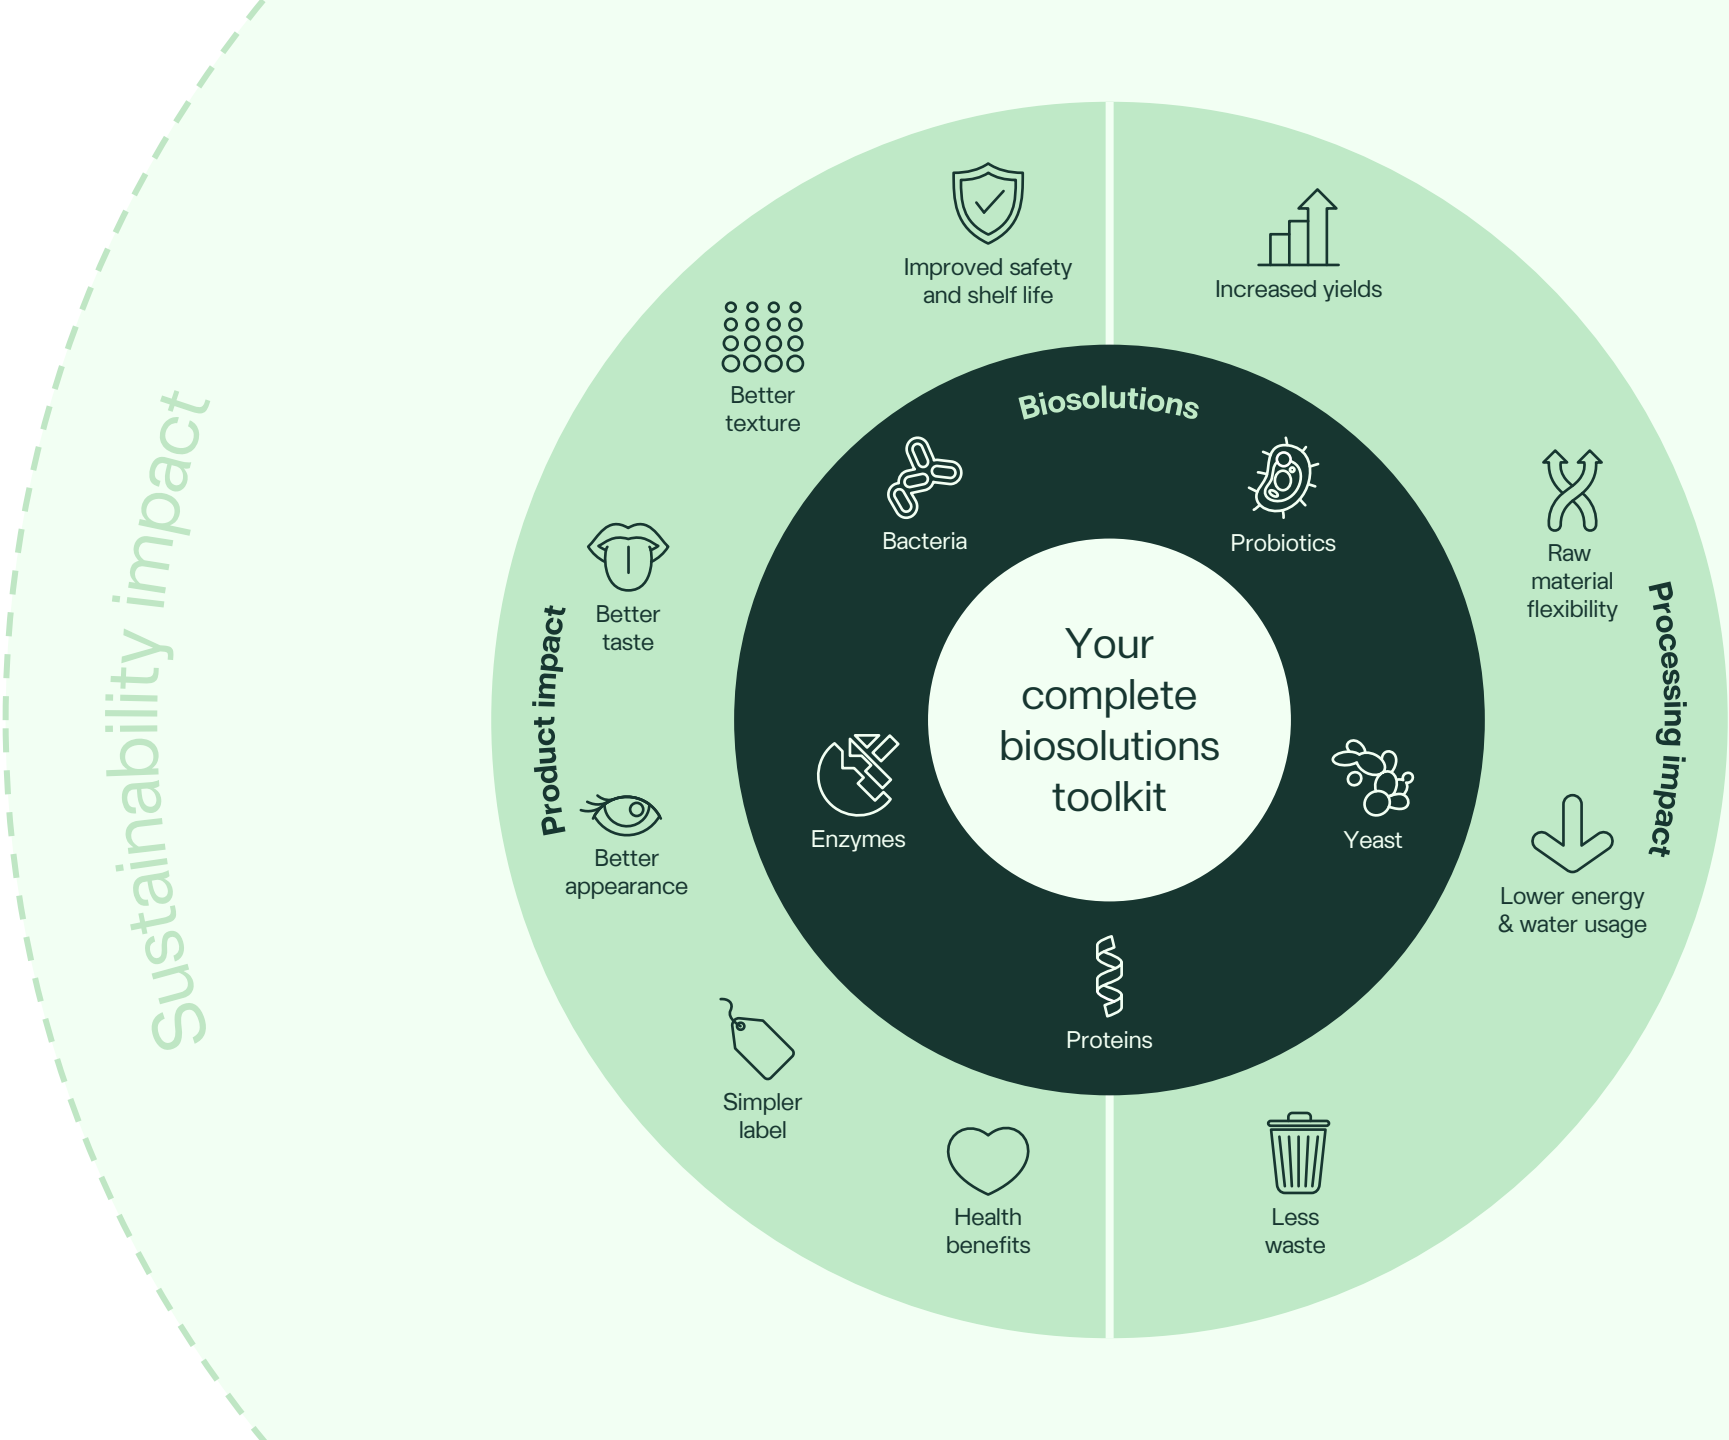 Sustainability impact
Product impact
Improved safety
and shelf life
Better
texture
Better
taste
Better
appearance
Simpler
label
Health
benefits
Increased yields
Raw
material
flexibility
Processing impact
Lower energy
& water usage
Less
waste
Biosolutions
Bacteria
Probiotics
Enzymes
Yeast
Proteins
Your
complete
biosolutions
toolkit